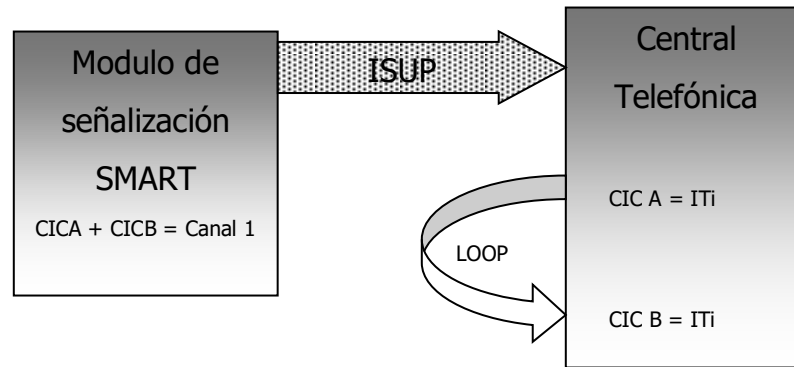 Modulo de
señalización
SMART
CICA + CICB = Canal 1
ISUP
Central
Telefónica
CIC A = ITi
LOOP
CIC B = ITi